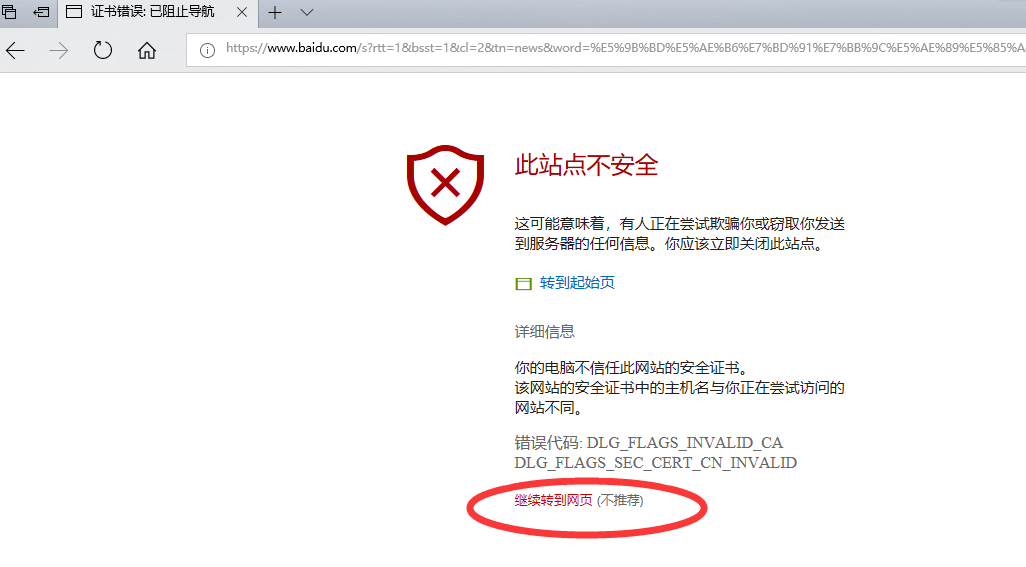 证书错误: 已阻止导航
https://www.baidu.com/s?rtt=1&bsst=1&cl=2&tn=news&word=%E5%9B%BD%E5%AE%B6%E7%BD%91%E7%BB%9C%E5%AE%89%E5%85%A
此站点不安全
这可能意味着，有人正在尝试欺骗你或窃取你发送
到服务器的任何信息。你应该立即关闭此站点。
转到起始页
详细信息
你的电脑不信任此网站的安全证书。
该网站的安全证书中的主机名与你正在尝试访问的
网站不同。
错误代码: DLG_FLAGS_INVALID_CA
DLG_FLAGS_SEC_CERT_CN_INVALID
继续转到网页 (不推荐)